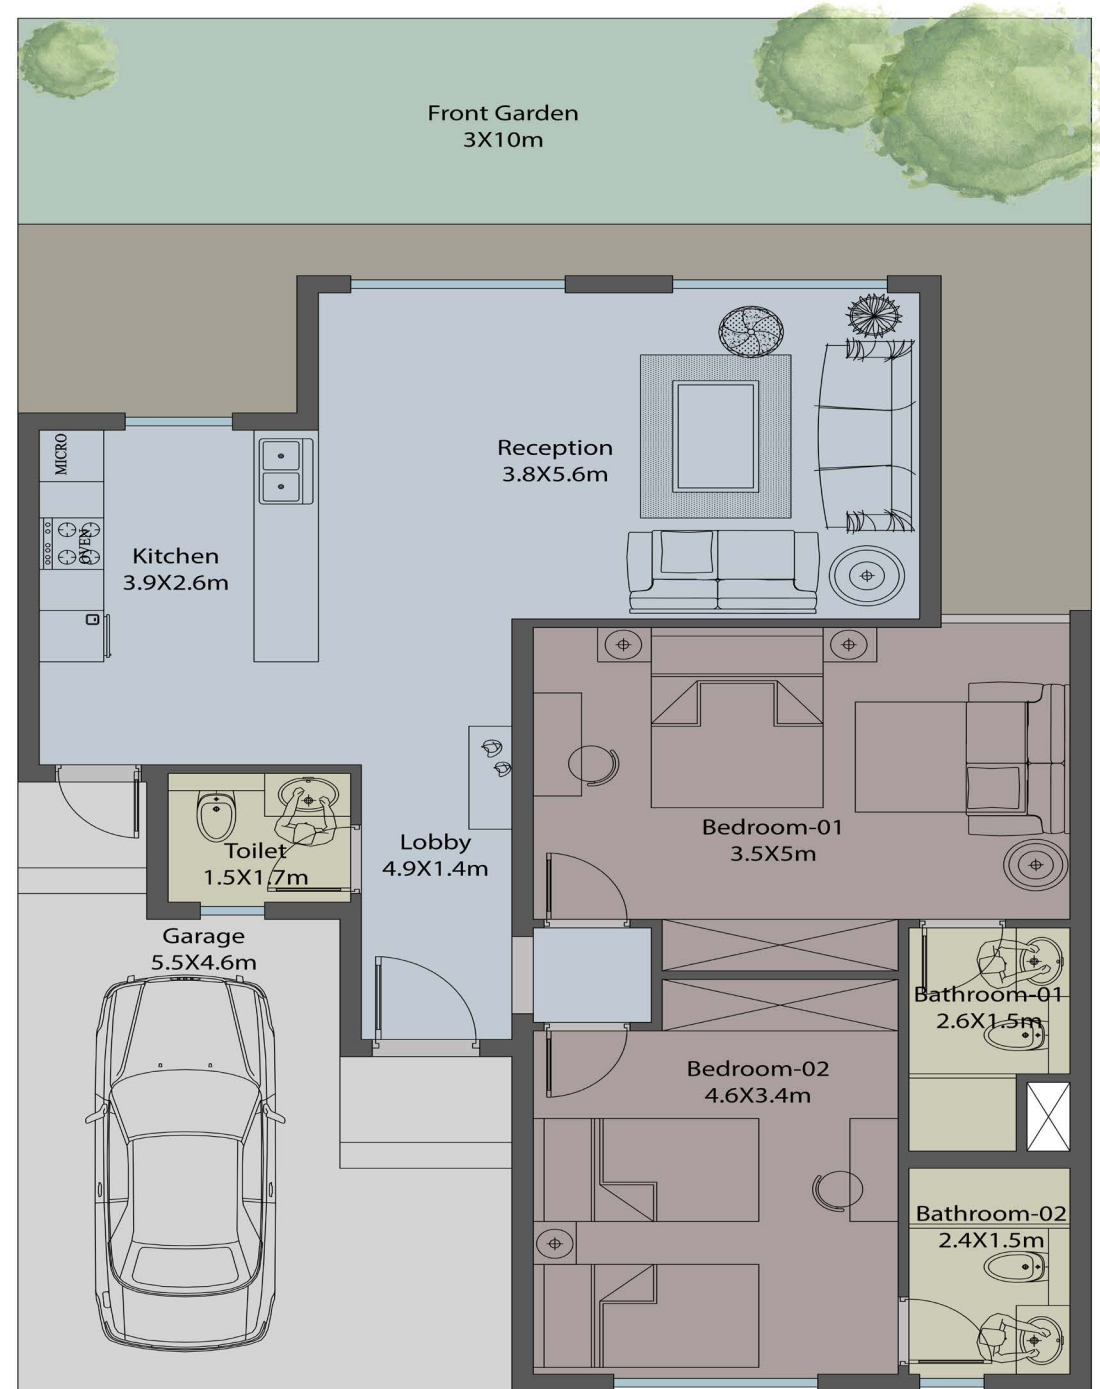 Front Garden
3X10m
MICRO
Reception
3.8X5.6m
OVEN
Kitchen
3.9X2.6m
Bedroom-01
3.5X5m
Lobby
4.9X1.4m
Toilet
1.5X1.7m
Garage
5.5X4.6m
Bathroom-01
2.6X1.5m
Bedroom-02
4.6X3.4m
Bathroom-02
2.4X1.5m